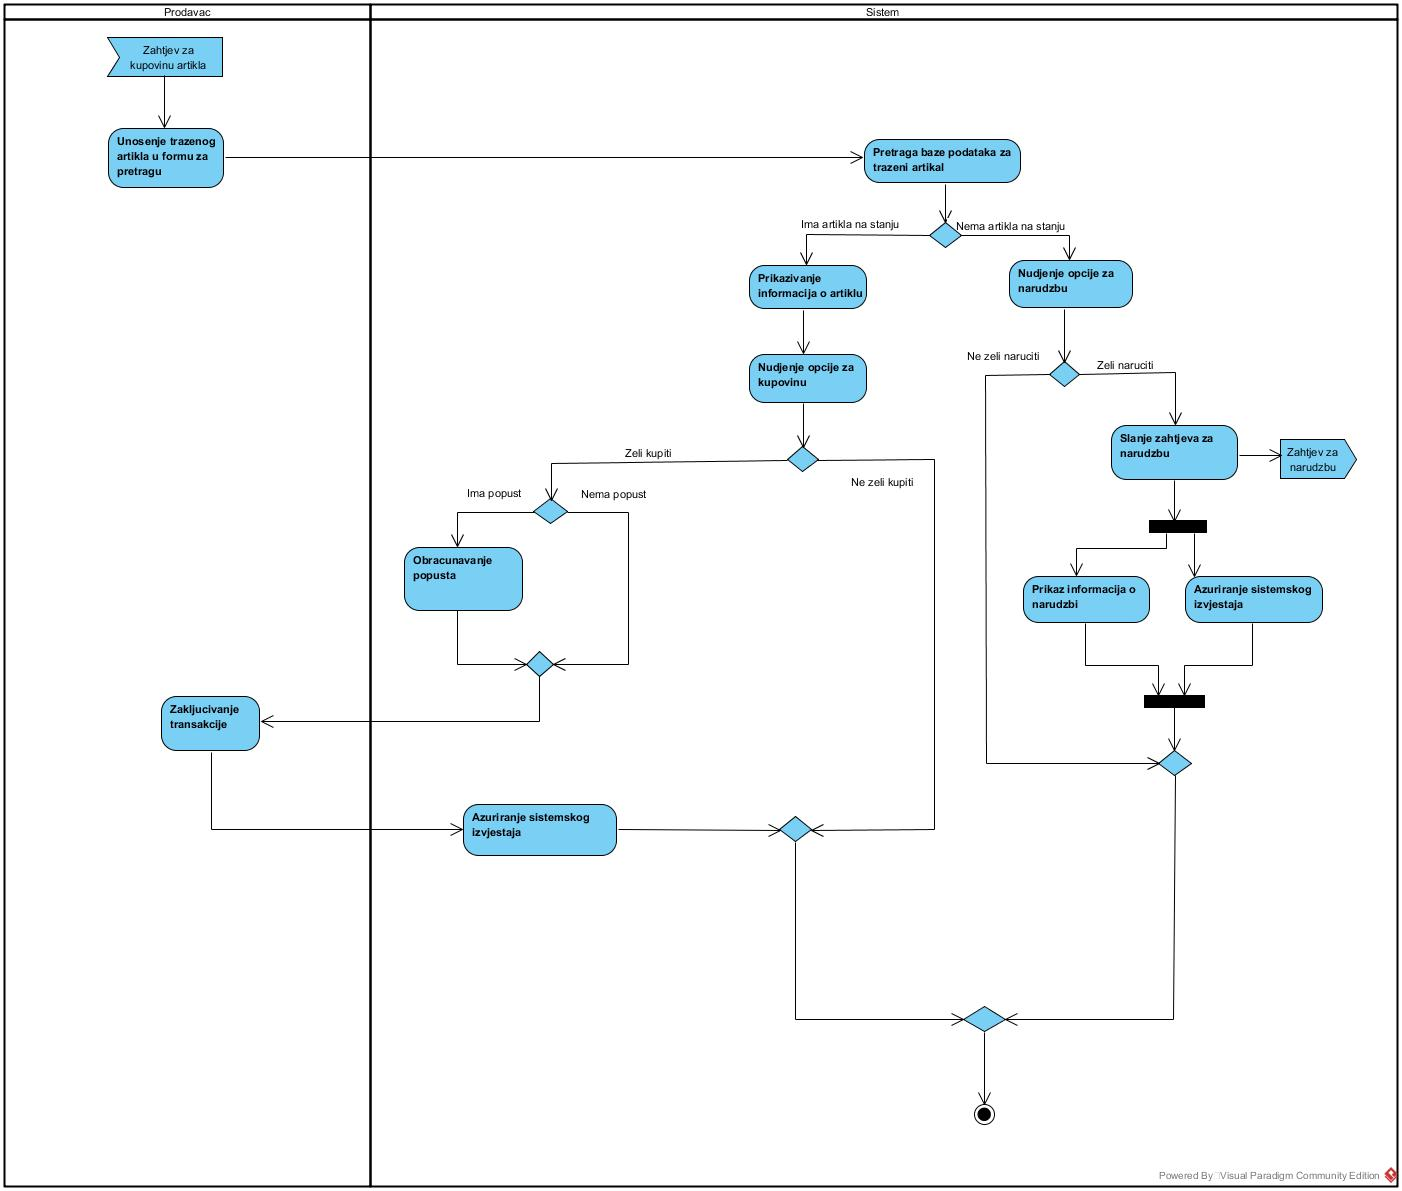 Prodavac
Sistem
Zahtjev za
kupovinu artikla
Unosenje trazenog
artikla u formu za
pretragu
Pretraga baze podataka za
trazeni artikal
Ima artikla na stanju
Nema artikla na stanju
Prikazivanje
informacija o artiklu
Nudjenje opcije za
narudzbu
Nudjenje opcije za
kupovinu
Ne zeli naruciti
Zeli naruciti
Slanje zahtjeva za
narudzbu
Zahtjev za
narudzbu
Zeli kupiti
Ne zeli kupiti
Ima popust
Nema popust
Obracunavanje
popusta
Prikaz informacija o
narudzbi
Azuriranje sistemskog
izvjestaja
Zakljucivanje
transakcije
Azuriranje sistemskog
izvjestaja
Powered By Visual Paradigm Community Edition